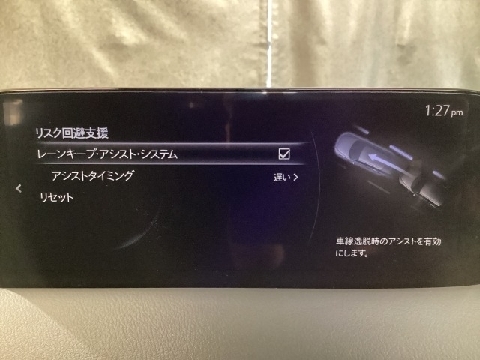 1:27pm
リスク回避支援
レーンキープ・アシスト・システム
アシストタイミング 遅い
リセット
車線逸脱時のアシストを有効
にします。